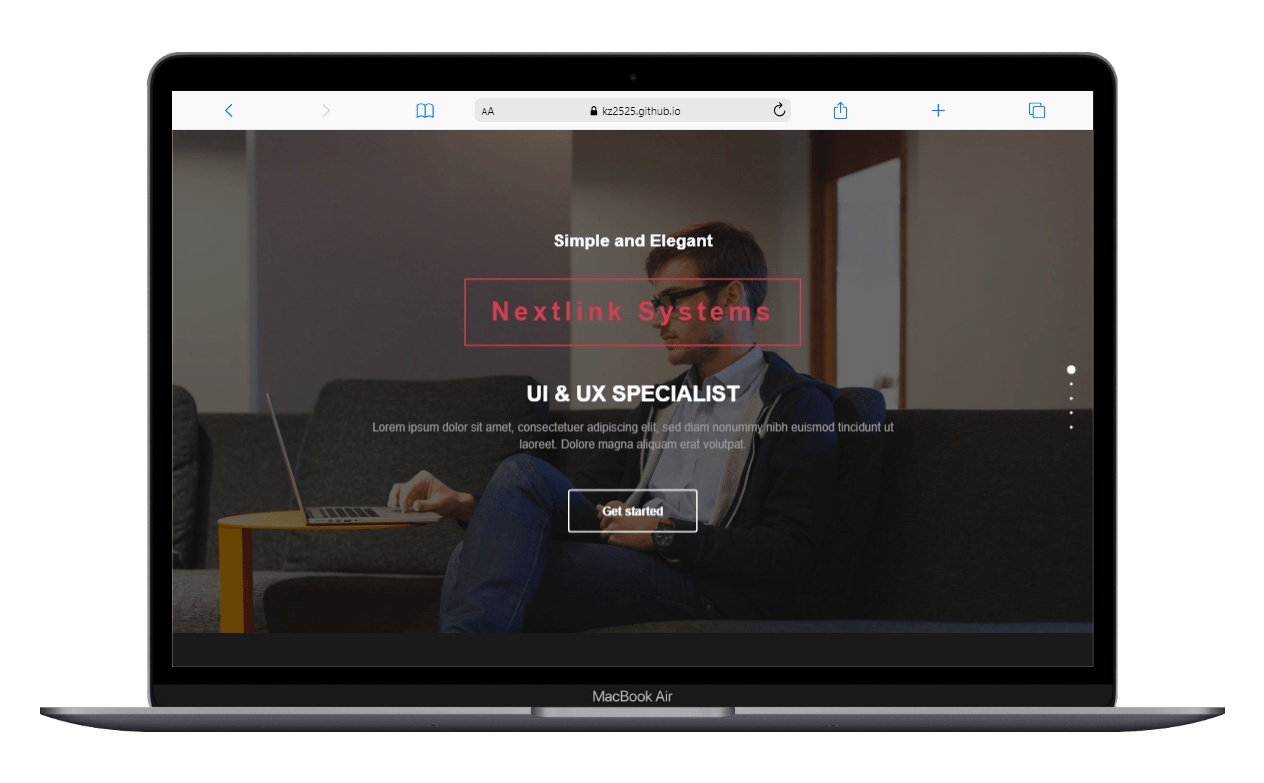 AA
kz2525.github.io
Simple and Elegant
Nextlink Systems
UI & UX SPECIALIST
Lorem ipsum dolor sit amet, consectetuer adipiscing elit, sed diam nonummy nibh euismod tincidunt ut
laoreet. Dolore magna aliquam erat volutpat.
Get started
MacBook Air